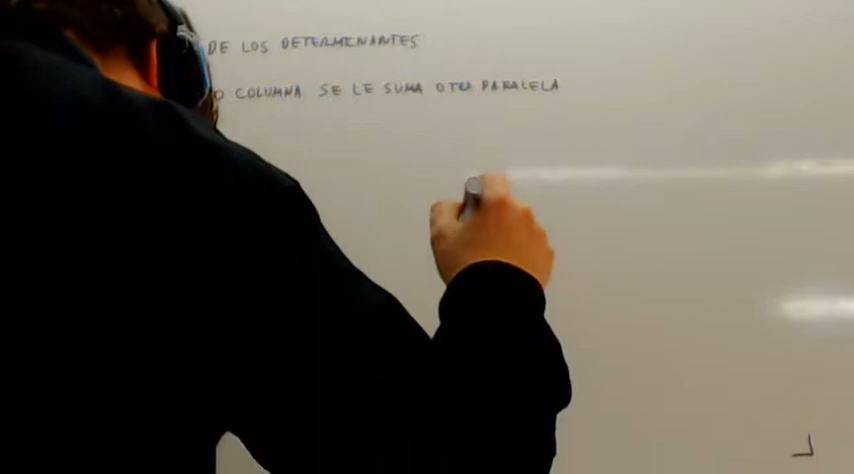 DE LOS DETERMINANTES
O COLUMNA SE LE SUMA OTRA PARALELA